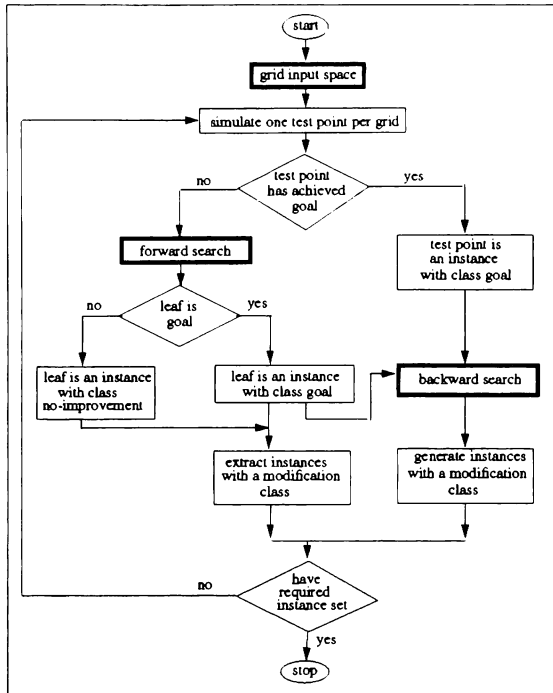 start
grid input space
simulate one test point per grid
no
test point
has achieved
goal
yes
forward search
test point is
an instance
with class goal
no
leaf is
goal
yes
leaf is an instance
with class
no-improvement
leaf is an instance
with class goal
backward search
extract instances
with a modification
class
generate instances
with a modification
class
no
have
required
instance set
yes
stop